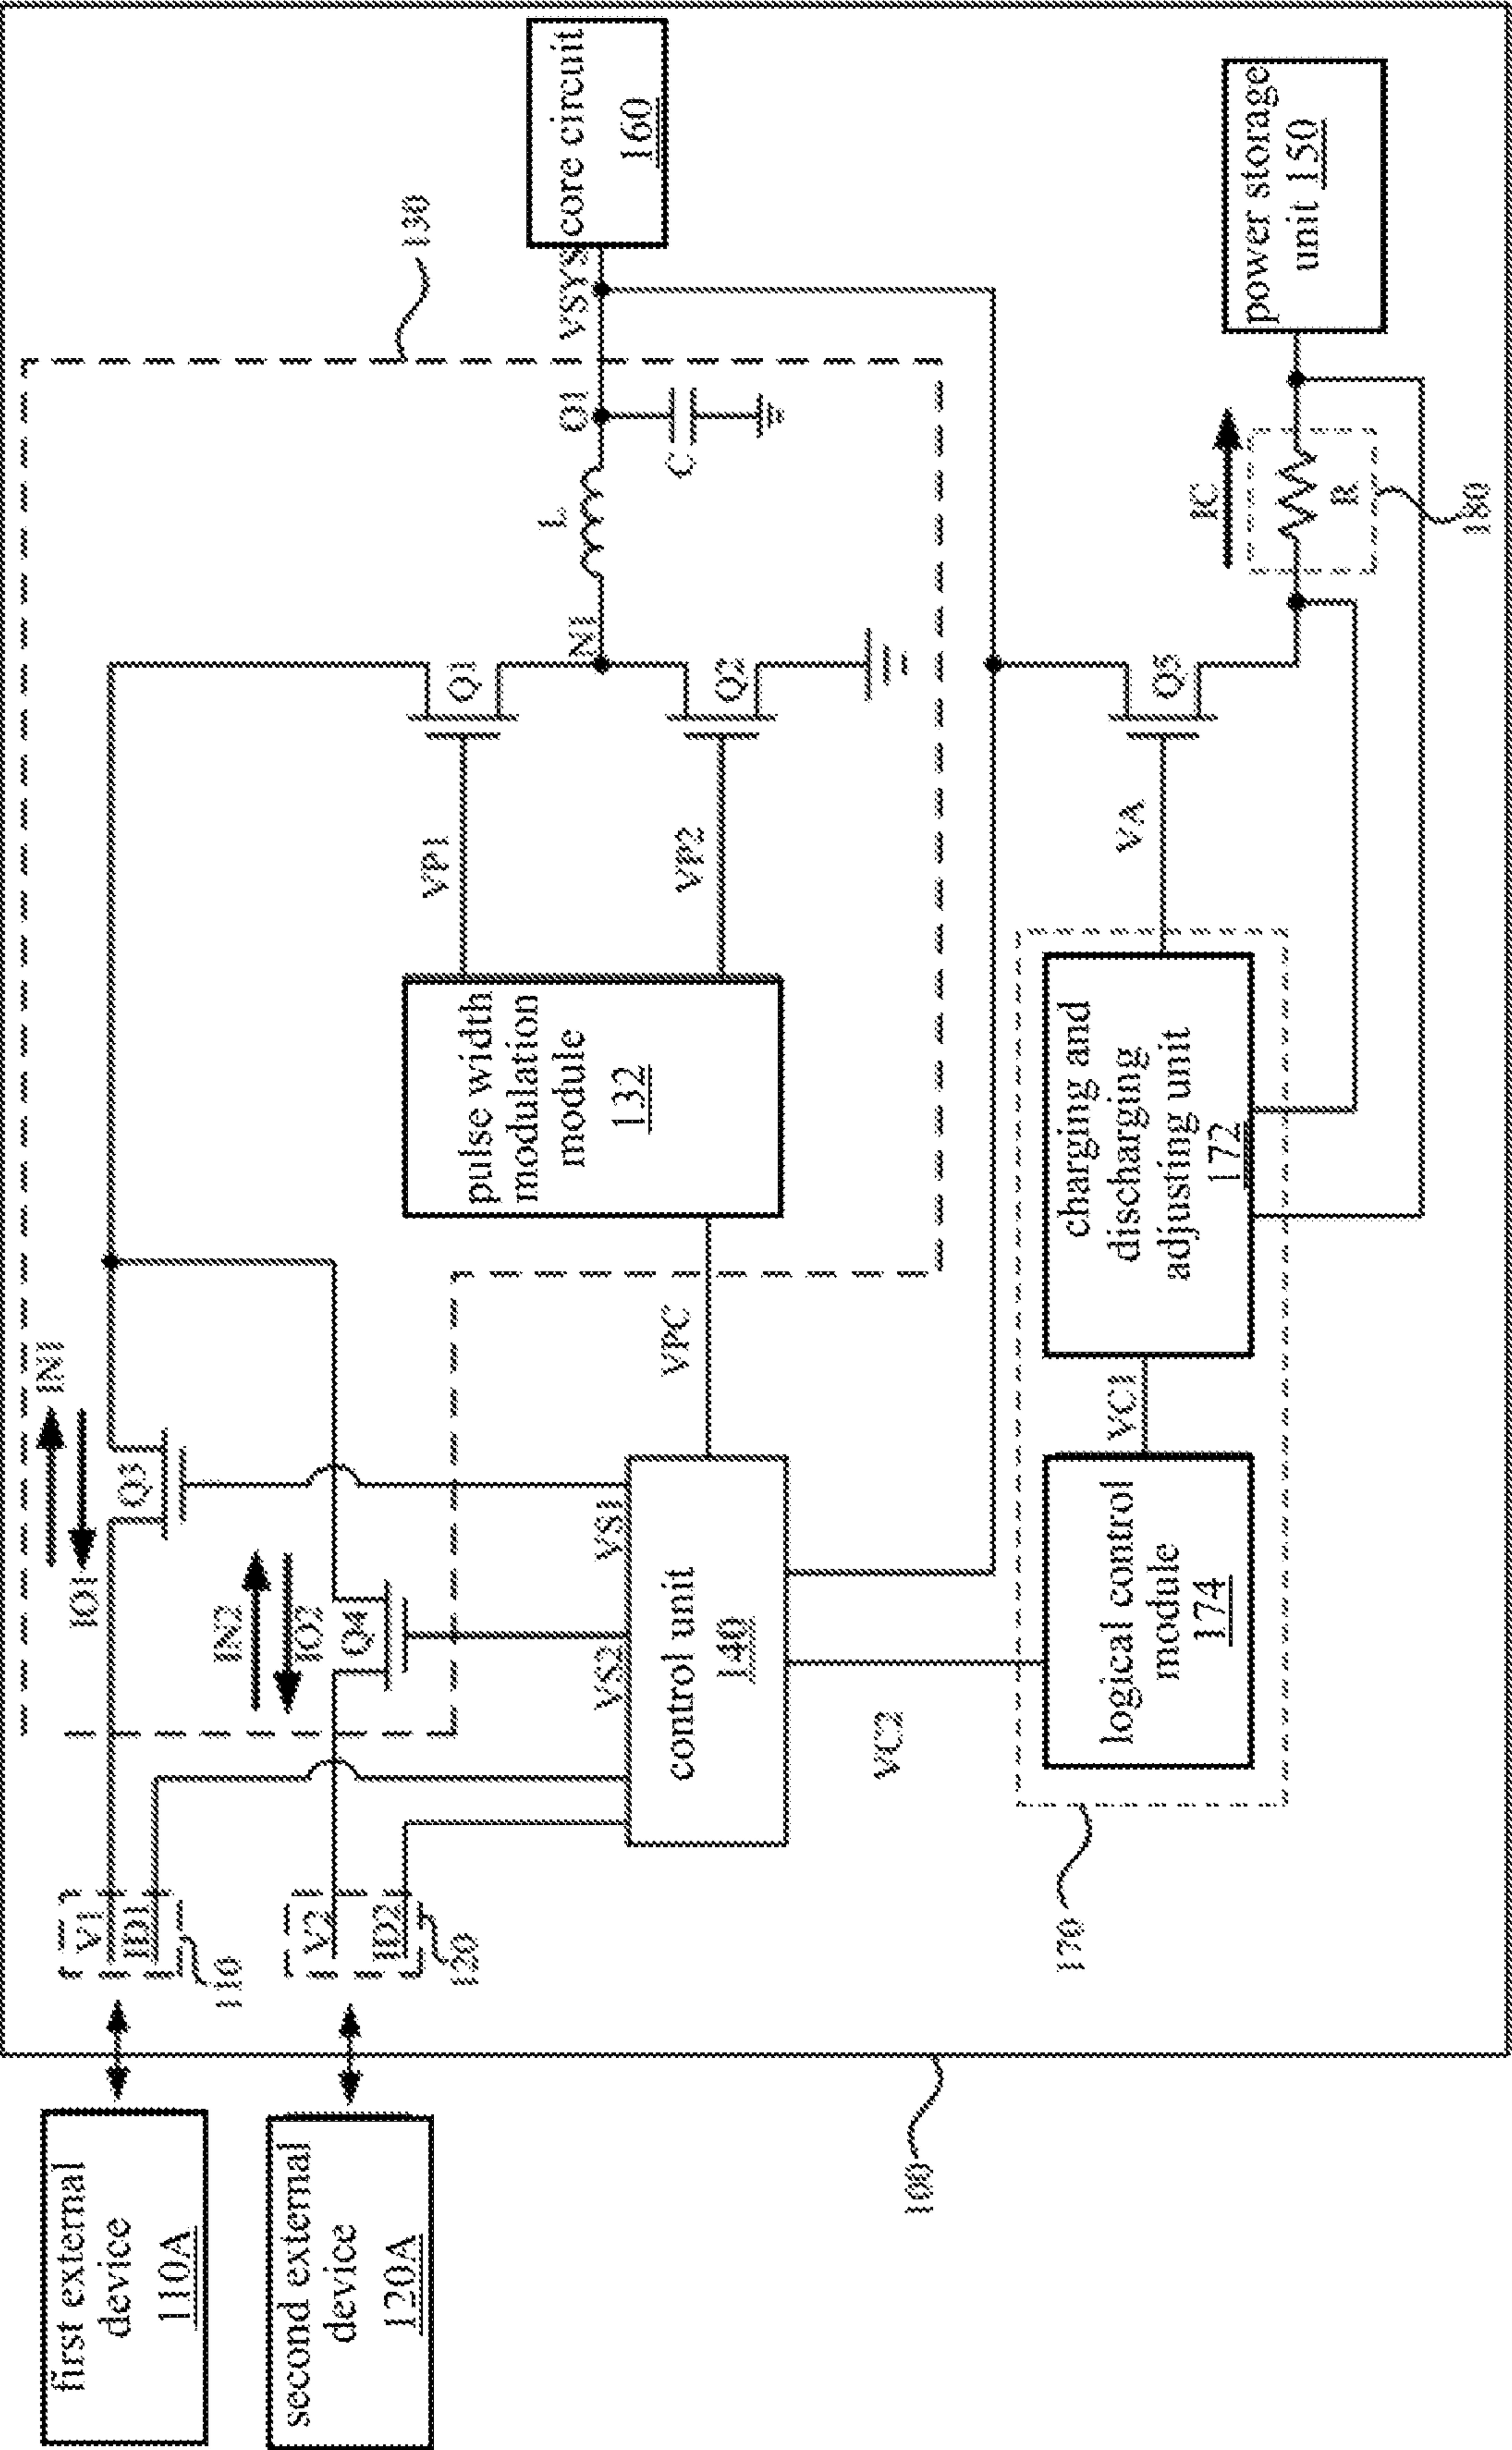 first external
device
110A
second external
device
120A
100
V1
ID1
110
V2
ID2
120
IN1
IO1
Q3
IN2
IO2
Q4
VS1
VS2
control unit
140
VPC
VC2
170
logical control
module
174
VC1
charging and
discharging
adjusting unit
172
pulse width
modulation
module
132
VP1
VP2
VA
Q1
N1
Q2
Q5
L
O1
C
130
VSYS
core circuit
160
IC
R
180
power storage
unit 150